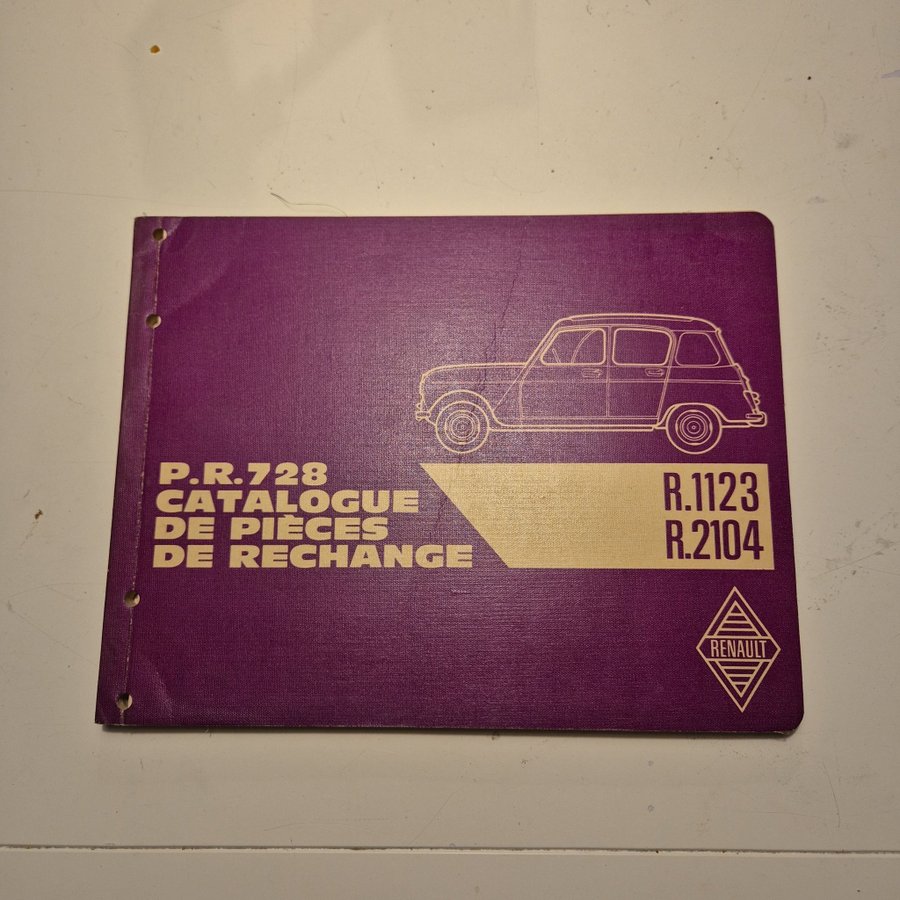 P.R.728
CATALOGUE
DE PIÈCES
DE RECHANGE
R.1123
R.2104
RENAULT